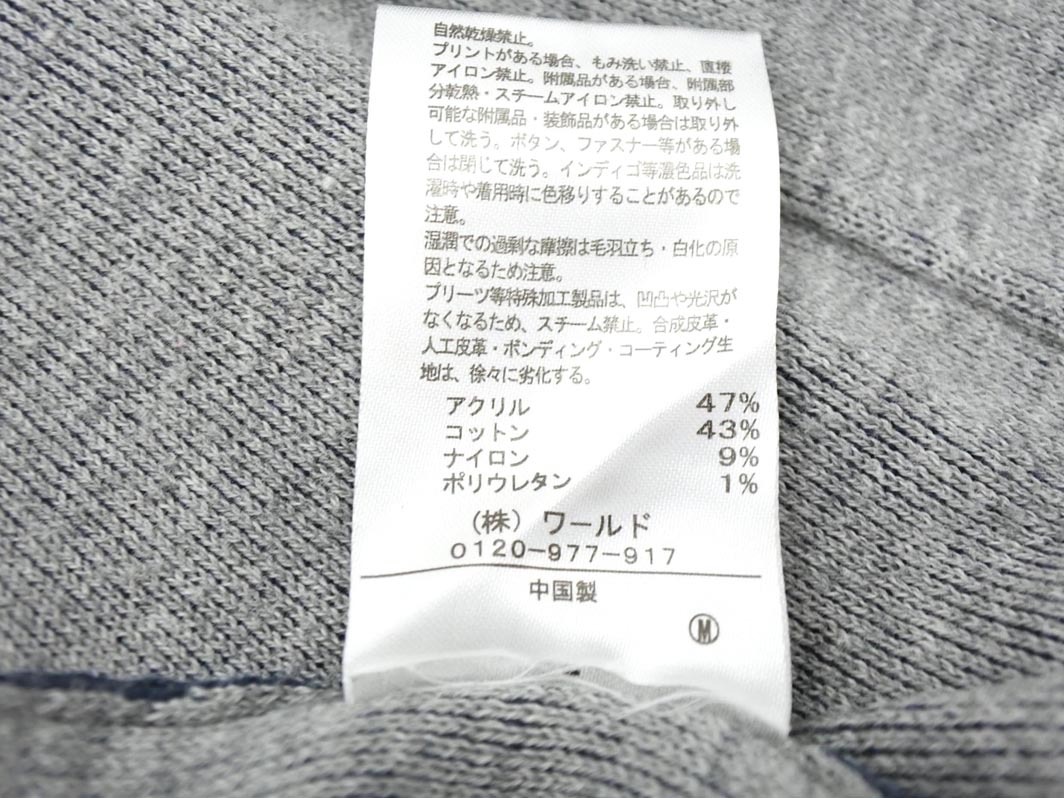 自然乾燥禁止。
プリントがある場合、もみ洗い禁止、直接
アイロン禁止。附属品がある場合、附属部
分乾熱・スチームアイロン禁止。取り外し
可能な附属品・装飾品がある場合は取り外
して洗う。ボタン、ファスナー等がある場
合は閉じて洗う。インディゴ等濃色品は洗
濯時や着用時に色移りすることがあるので
注意。
湿潤での過剰な摩擦は毛羽立ち・白化の原
因となるため注意。
プリーツ等特殊加工製品は、凹凸や光沢が
なくなるため、スチーム禁止。合成皮革・
人工皮革・ボンディング・コーティング生
地は、徐々に劣化する。
アクリル 47%
コットン 43%
ナイロン 9%
ポリウレタン 1%
(株) ワールド
0120-977-917
中国製
Ⓜ